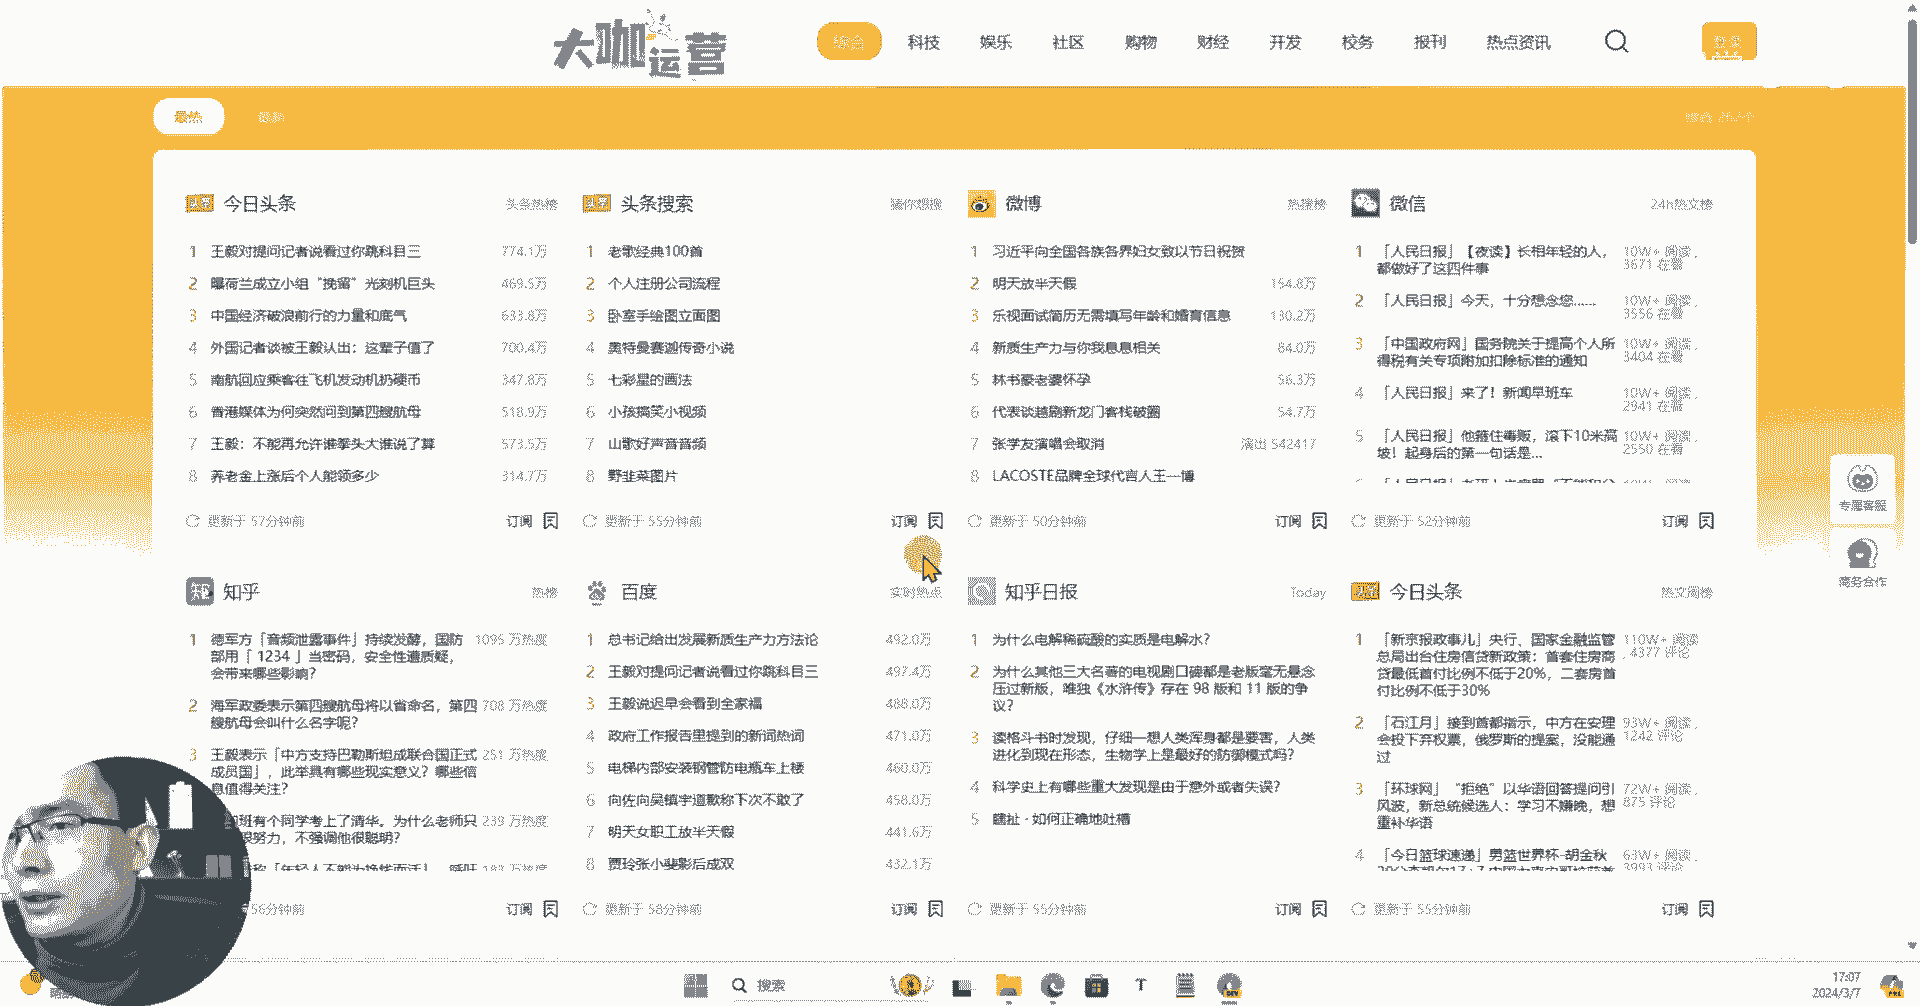 大咖运营
综合 科技 娱乐 社区 购物 财经 开发 校务 报刊 热点资讯 登录
最热
今日头条 头条热榜
1 王毅对提问记者说看过你跳科目三 774.1万
2 曝荷兰成立小组“挽留”光刻机巨头 469.5万
3 中国经济破浪前行的力量和底气 633.8万
4 外国记者谈被王毅认出：这辈子值了 700.4万
5 南航回应乘客往飞机发动机扔硬币 347.8万
6 香港媒体为何突然问到第四艘航母 518.9万
7 王毅：不能再允许谁拳头大谁说了算 573.5万
8 养老金上涨后个人能领多少 314.7万
更新于 57分钟前 订阅
头条搜索 猜你想搜
1 老歌经典100首
2 个人注册公司流程
3 卧室手绘图立面图
4 奥特曼赛迦传奇小说
5 七彩星的画法
6 小孩搞笑小视频
7 山歌好声音音频
8 野韭菜图片
更新于 55分钟前 订阅
微博 热搜榜
1 习近平向全国各族各界妇女致以节日祝贺
2 明天放半天假 154.8万
3 乐视面试简历无需填写年龄和婚育信息 130.2万
4 新质生产力与你我息息相关 84.0万
5 林书豪老婆怀孕 56.3万
6 代表谈越剧新龙门客栈破圈 54.7万
7 张学友演唱会取消 演出 542417
8 LACOSTE品牌全球代言人王一博
更新于 50分钟前 订阅
微信 24h热文榜
1 「人民日报」【夜读】长相年轻的人， 10W+ 阅读，
都做好了这四件事 3671 在看
2 「人民日报」今天，十分想念您…… 10W+ 阅读，
3556 在看
3 「中国政府网」国务院关于提高个人所 10W+ 阅读，
得税有关专项附加扣除标准的通知 3404 在看
4 「人民日报」来了！新闻早班车 10W+ 阅读，
2941 在看
5 「人民日报」他箍住毒贩，滚下10米高 10W+ 阅读，
坡！起身后的第一句话是... 2550 在看
更新于 52分钟前 订阅
专属客服
商务合作
知乎 热榜
1 德军方「音频泄露事件」持续发酵，国防 1095 万热度
部用「 1234 」当密码，安全性遭质疑，
会带来哪些影响？
2 海军政委表示第四艘航母将以省命名，第四 708 万热度
艘航母会叫什么名字呢？
3 王毅表示「中方支持巴勒斯坦成联合国正式 251 万热度
成员国」，此举具有哪些现实意义？哪些信
息值得关注？
班有个同学考上了清华。为什么老师只 239 万热度
努力，不强调他很聪明？
56分钟前 订阅
百度 实时热点
1 总书记给出发展新质生产力方法论 492.0万
2 王毅对提问记者说看过你跳科目三 497.4万
3 王毅说迟早会看到全家福 488.0万
4 政府工作报告里提到的新词热词 471.0万
5 电梯内部安装钢管防电瓶车上楼 460.0万
6 向佐向吴镇宇道歉称下次不敢了 458.0万
7 明天女职工放半天假 441.6万
8 贾玲张小斐影后成双 432.1万
更新于 58分钟前 订阅
知乎日报 Today
1 为什么电解稀硫酸的实质是电解水？
2 为什么其他三大名著的电视剧口碑都是老版毫无悬念
压过新版，唯独《水浒传》存在 98 版和 11 版的争
议？
3 读格斗书时发现，仔细一想人类浑身都是要害，人类
进化到现在形态，生物学上是最好的防御模式吗？
4 科学史上有哪些重大发现是由于意外或者失误？
5 瞎扯 · 如何正确地吐槽
更新于 55分钟前 订阅
今日头条 热文周榜
1 「新京报政事儿」央行、国家金融监管 110W+ 阅读
总局出台住房信贷新政策：首套住房商 ，4377 评论
贷最低首付比例不低于20%，二套房首
付比例不低于30%
2 「石江月」接到首都指示，中方在安理 93W+ 阅读，
会投下弃权票，俄罗斯的提案，没能通 1242 评论
过
3 「环球网」“拒绝”以华语回答提问引 72W+ 阅读，
风波，新总统候选人：学习不嫌晚，想 875 评论
重补华语
4 「今日篮球速递」男篮世界杯-胡金秋 63W+ 阅读，
3993 评论
更新于 55分钟前 订阅
搜索
17:07
2024/3/7